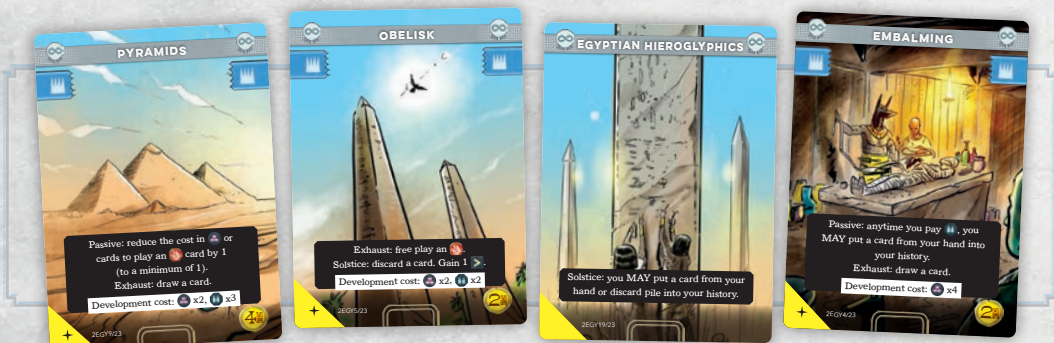 PYRAMIDS
Passive: reduce the cost in or
cards to play an card by 1
(to a minimum of 1).
Exhaust: draw a card.
Development cost: x2, x3
4
2EGY9/23
OBELISK
Exhaust: free play an .
Solstice: discard a card. Gain 1 .
Development cost: x2, x2
2
2EGY5/23
EGYPTIAN HIEROGLYPHICS
Solstice: you MAY put a card from your
hand or discard pile into your history.
2EGY19/23
EMBALMING
Passive: anytime you pay , you
MAY put a card from your hand into
your history.
Exhaust: draw a card.
Development cost: x4
2
2EGY4/23